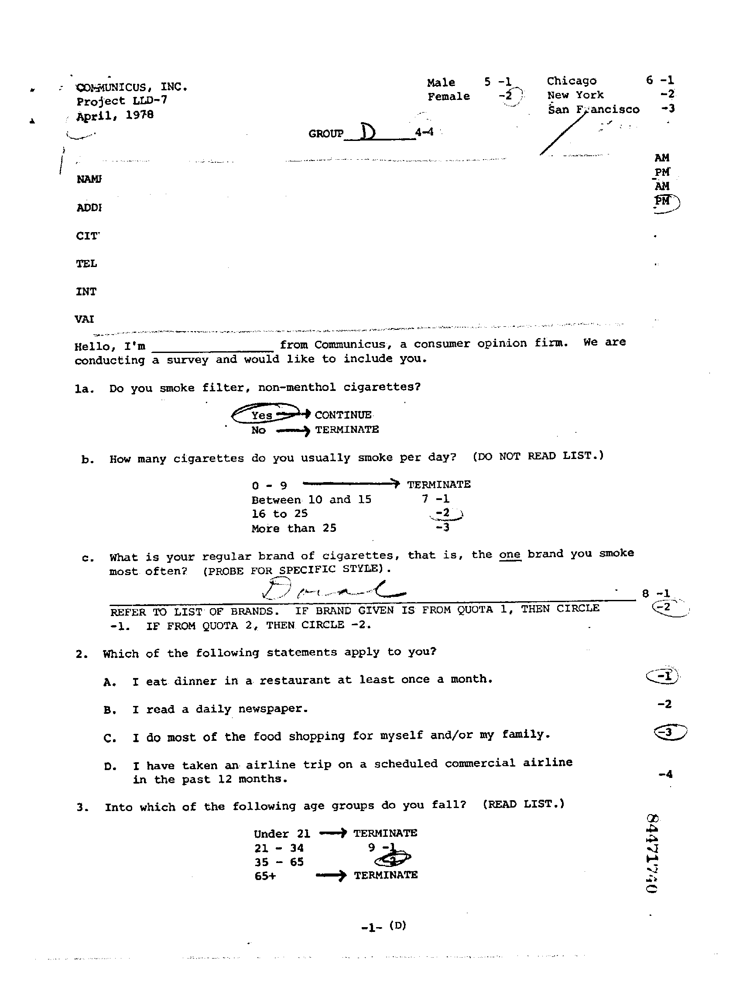 COMMUNICUS, INC. Male 5 -1 Chicago 6 -1
Project LLD-7 Female -2 New York -2
April, 1978 San Francisco -3
GROUP D 4-4
AM
PM
NAME AM
ADDI PM
CIT
TEL
INT
VAI
Hello, I'm ____________ from Communicus, a consumer opinion firm. We are
conducting a survey and would like to include you.
1a. Do you smoke filter, non-menthol cigarettes?
Yes → CONTINUE
No → TERMINATE
b. How many cigarettes do you usually smoke per day? (DO NOT READ LIST.)
0 - 9 → TERMINATE
Between 10 and 15 7 -1
16 to 25 -2
More than 25 -3
c. What is your regular brand of cigarettes, that is, the one brand you smoke
most often? (PROBE FOR SPECIFIC STYLE).
Doral 8 -1
REFER TO LIST OF BRANDS. IF BRAND GIVEN IS FROM QUOTA 1, THEN CIRCLE -2
-1. IF FROM QUOTA 2, THEN CIRCLE -2.
2. Which of the following statements apply to you?
A. I eat dinner in a restaurant at least once a month. -1
B. I read a daily newspaper. -2
C. I do most of the food shopping for myself and/or my family. -3
D. I have taken an airline trip on a scheduled commercial airline
in the past 12 months. -4
3. Into which of the following age groups do you fall? (READ LIST.)
Under 21 → TERMINATE
21 - 34 9 -1
35 - 65 -2
65+ → TERMINATE
84471740
-1- (D)